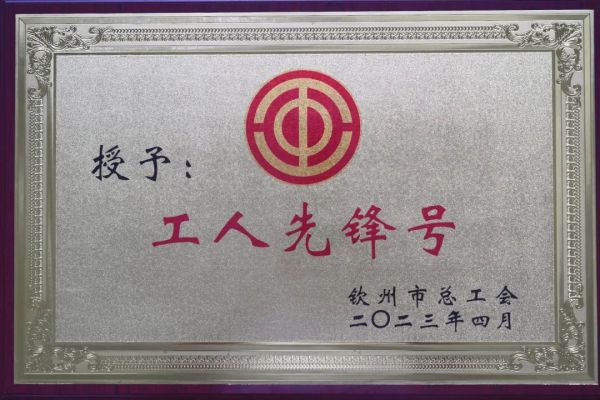 授予：
工人先锋号
钦州市总工会
二〇二三年四月